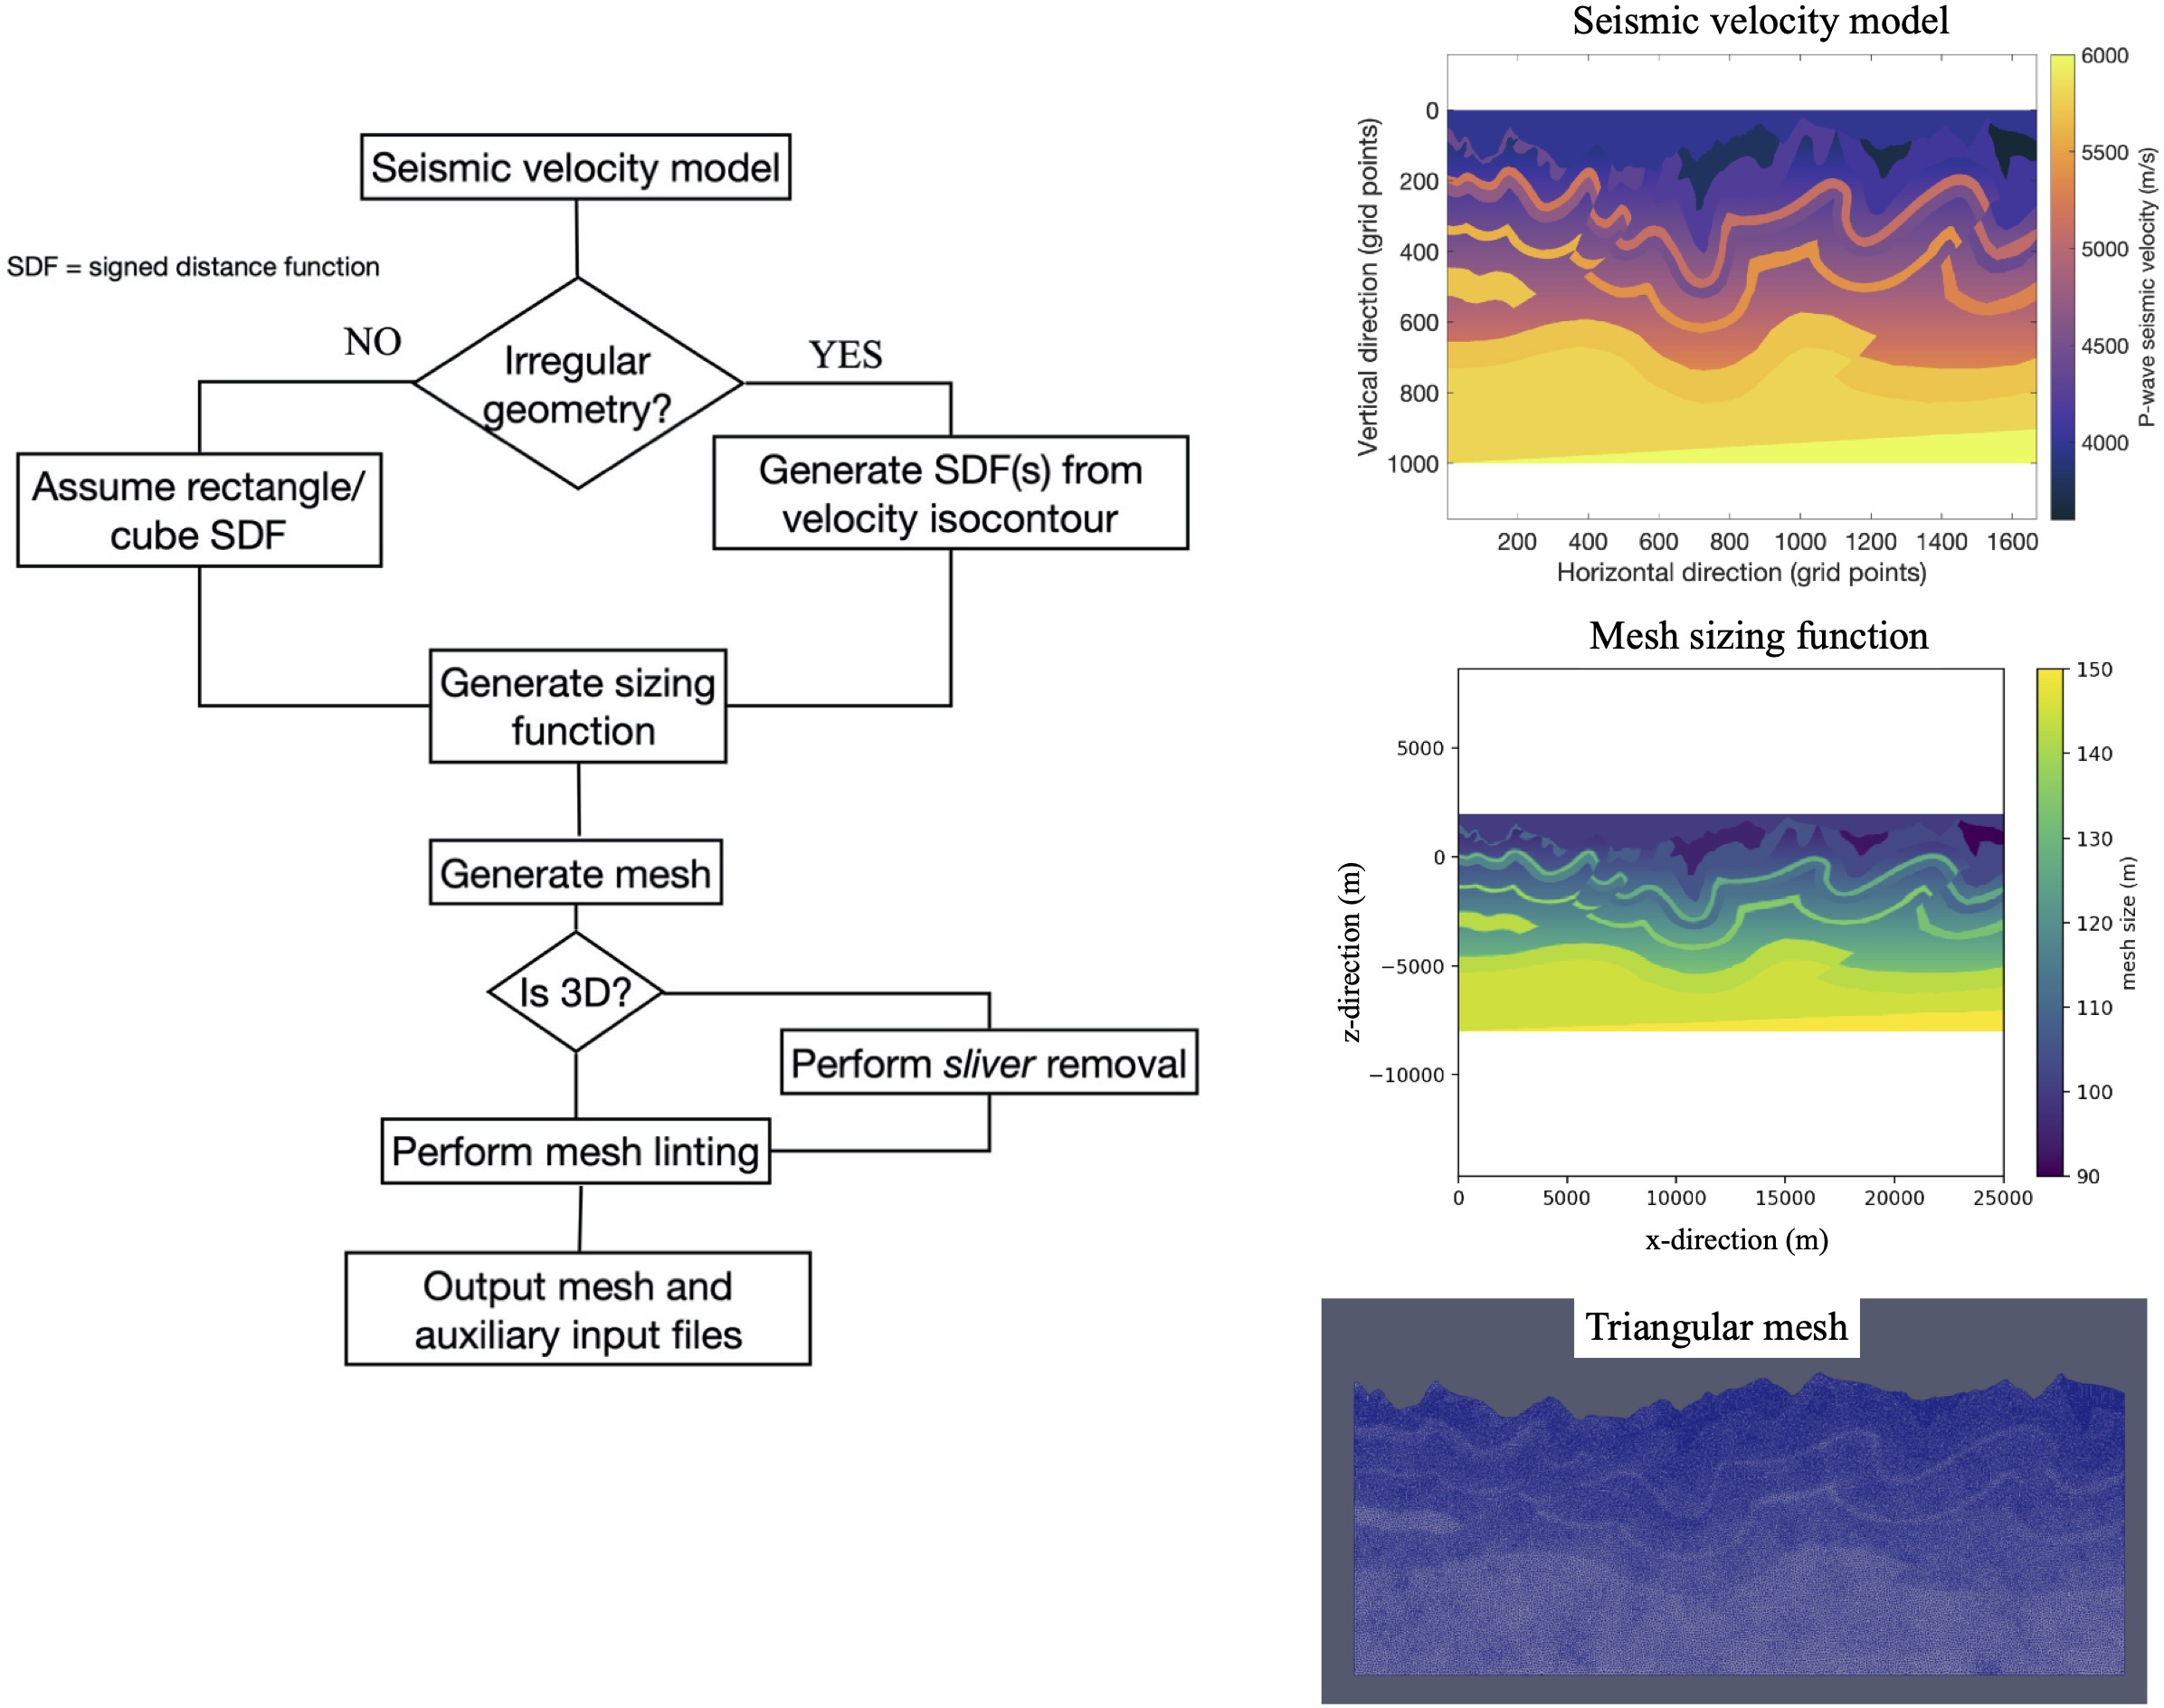 Seismic velocity model
SDF = signed distance function
NO
YES
Irregular
geometry?
Assume rectangle/
cube SDF
Generate SDF(s) from
velocity isocontour
Generate sizing
function
Generate mesh
Is 3D?
Perform sliver removal
Perform mesh linting
Output mesh and
auxiliary input files
Seismic velocity model
0
200
400
600
800
1000
Vertical direction (grid points)
200 400 600 800 1000 1200 1400 1600
Horizontal direction (grid points)
6000
5500
5000
4500
4000
P-wave seismic velocity (m/s)
Mesh sizing function
5000
0
−5000
−10000
z-direction (m)
0 5000 10000 15000 20000 25000
x-direction (m)
150
140
130
120
110
100
90
mesh size (m)
Triangular mesh